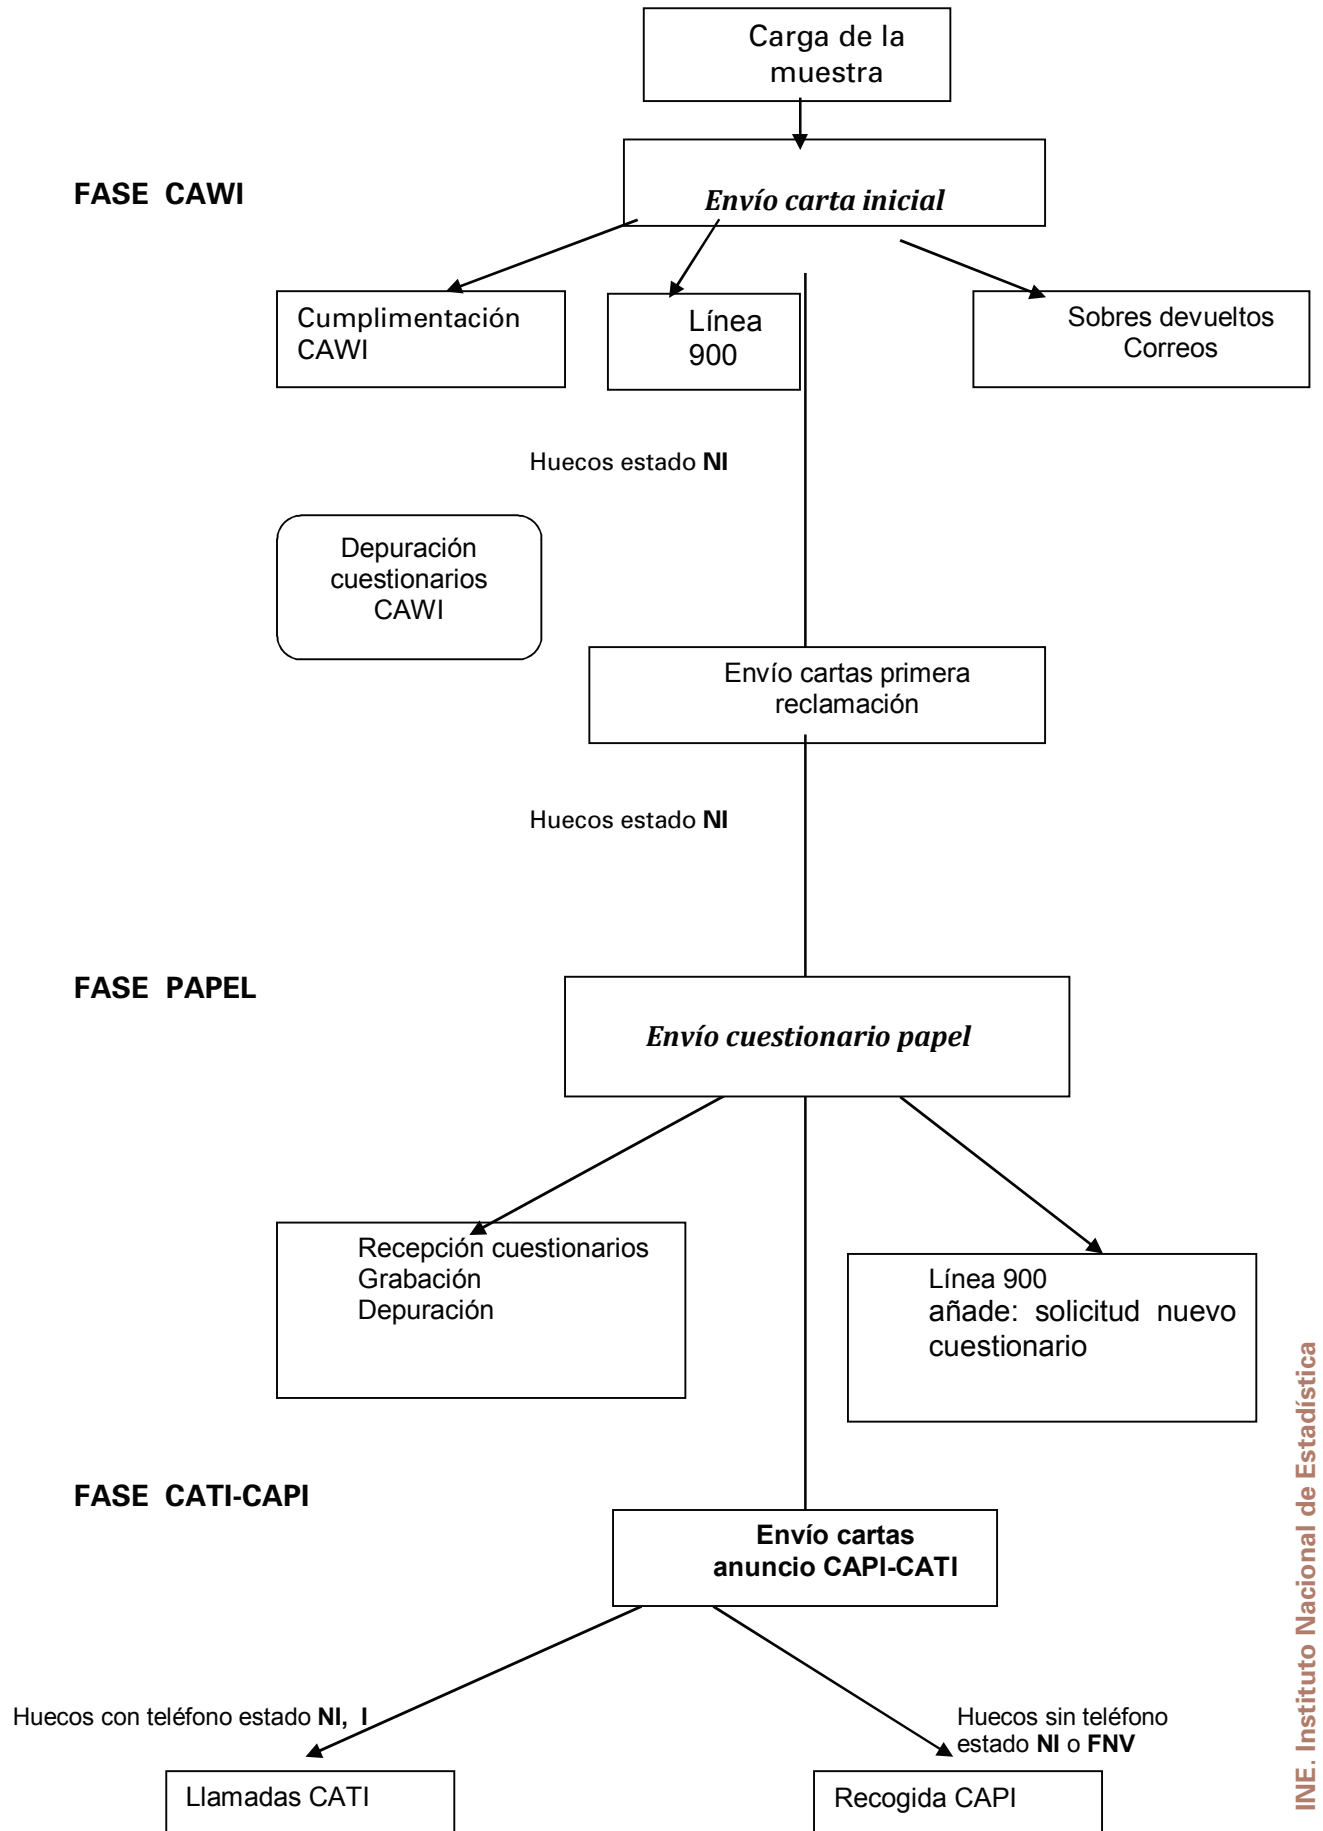 Carga de la
muestra
FASE CAWI
Envío carta inicial
Cumplimentación
CAWI
Línea
900
Sobres devueltos
Correos
Huecos estado NI
Depuración
cuestionarios
CAWI
Envío cartas primera
reclamación
Huecos estado NI
FASE PAPEL
Envío cuestionario papel
Recepción cuestionarios
Grabación
Depuración
Línea 900
añade: solicitud nuevo
cuestionario
FASE CATI-CAPI
Envío cartas
anuncio CAPI-CATI
Huecos con teléfono estado NI, I
Huecos sin teléfono
estado NI o FNV
Llamadas CATI
Recogida CAPI
INE. Instituto Nacional de Estadística